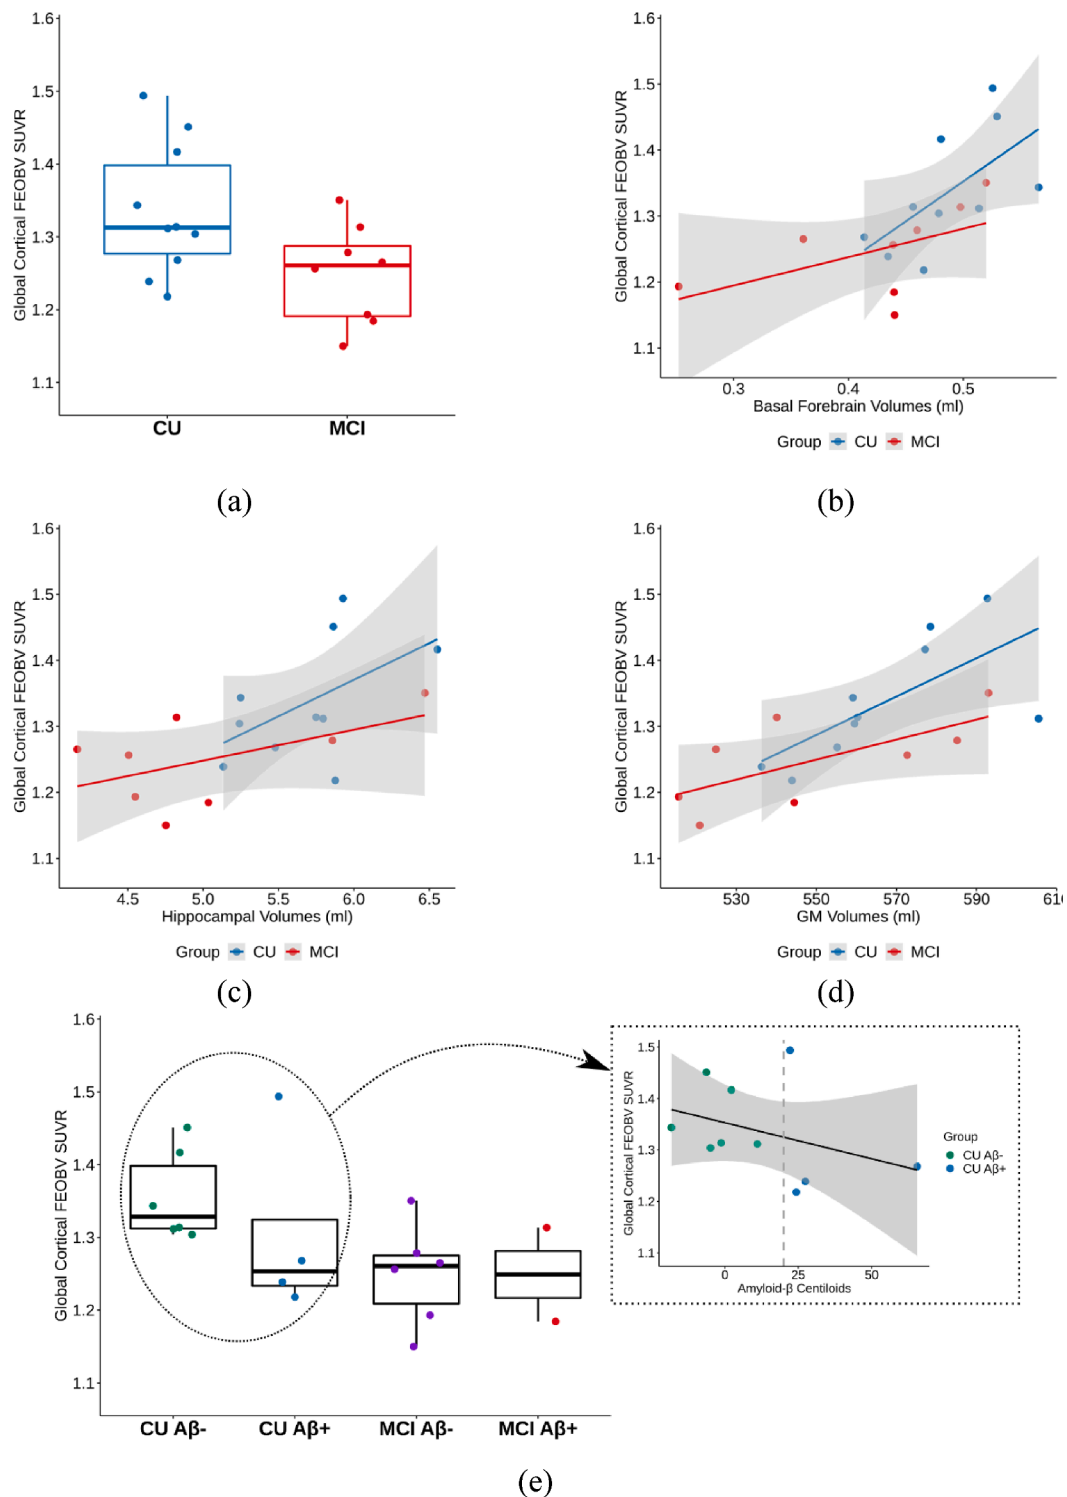 1.6
1.5
1.4
1.3
1.2
1.1
Global Cortical FEOBV SUVR
CU MCI
(a)
1.6
1.5
1.4
1.3
1.2
1.1
Global Cortical FEOBV SUVR
0.3 0.4 0.5
Basal Forebrain Volumes (ml)
Group CU MCI
(b)
1.6
1.5
1.4
1.3
1.2
1.1
Global Cortical FEOBV SUVR
4.5 5.0 5.5 6.0 6.5
Hippocampal Volumes (ml)
Group CU MCI
(c)
1.6
1.5
1.4
1.3
1.2
1.1
Global Cortical FEOBV SUVR
530 550 570 590 610
GM Volumes (ml)
Group CU MCI
(d)
1.6
1.5
1.4
1.3
1.2
1.1
Global Cortical FEOBV SUVR
CU Aβ- CU Aβ+ MCI Aβ- MCI Aβ+
1.5
1.4
1.3
1.2
1.1
Global Cortical FEOBV SUVR
0 25 50
Amyloid-β Centiloids
Group
CU Aβ-
CU Aβ+
(e)